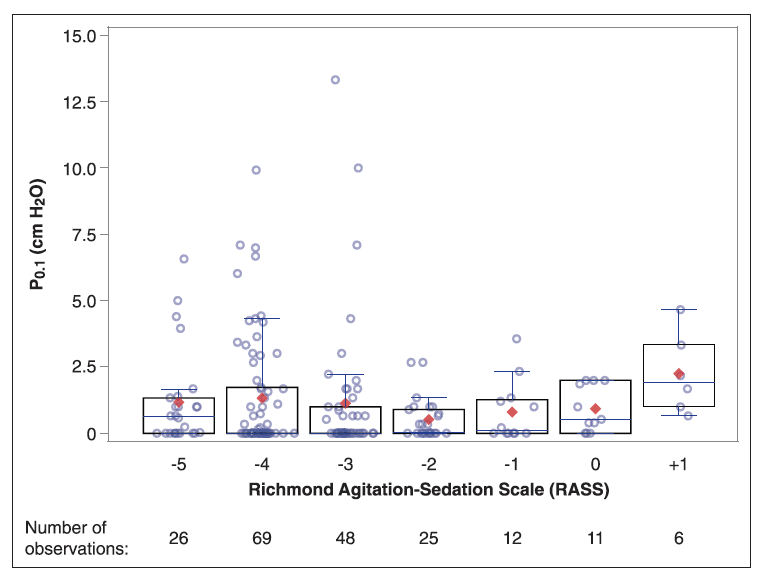 15.0
12.5
10.0
7.5
5.0
2.5
0
P0.1 (cm H2O)
-5 -4 -3 -2 -1 0 +1
Richmond Agitation-Sedation Scale (RASS)
Number of
observations: 26 69 48 25 12 11 6